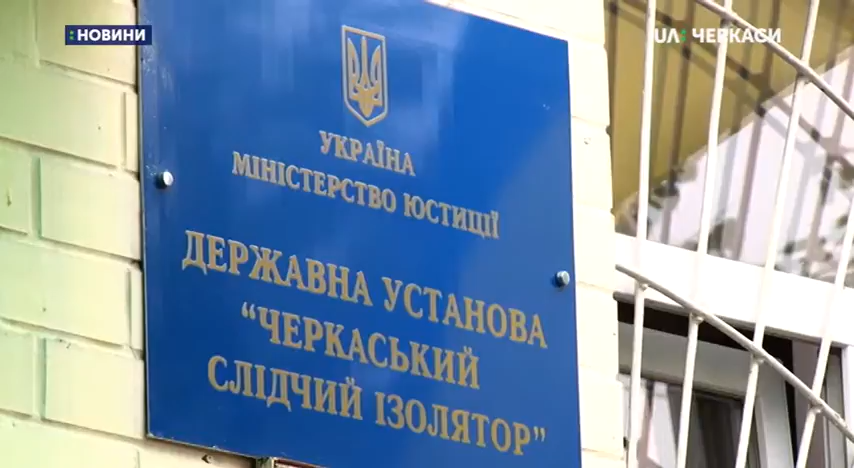 :НОВИНИ
UA: ЧЕРКАСИ
УКРАЇНА
МІНІСТЕРСТВО ЮСТИЦІЇ
ДЕРЖАВНА УСТАНОВА
“ЧЕРКАСЬКИЙ
СЛІДЧИЙ ІЗОЛЯТОР”